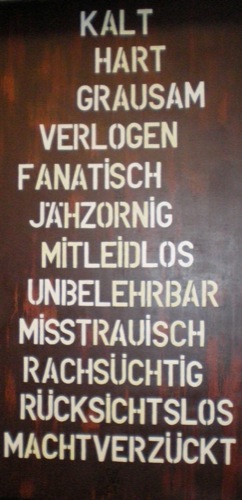 KALT
HART
GRAUSAM
VERLOGEN
FANATISCH
JÄHZORNIG
MiTLEiDLOS
UNBELEHRBAR
MISSTRAUISCH
RACHSÜCHTIG
RÜCKSICHTSLOS
MACHTVERZÜCKT